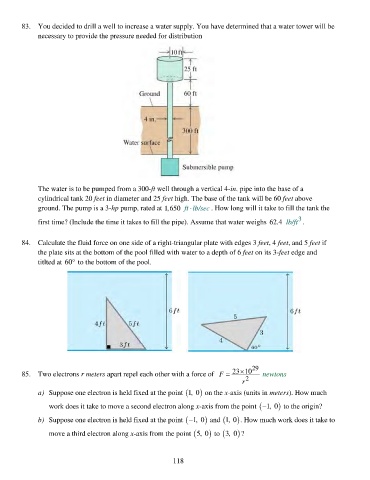 83. You decided to drill a well to increase a water supply. You have determined that a water tower will be
necessary to provide the pressure needed for distribution
10 ft
25 ft
Ground
60 ft
4 in.
300 ft
Water surface
Submersible pump
The water is to be pumped from a 300-ft well through a vertical 4-in. pipe into the base of a
cylindrical tank 20 feet in diameter and 25 feet high. The base of the tank will be 60 feet above
ground. The pump is a 3-hp pump, rated at 1,650 ft · lb/sec. How long will it take to fill the tank the
first time? (Include the time it takes to fill the pipe). Assume that water weighs 62.4 lb/ft³.
84. Calculate the fluid force on one side of a right-triangular plate with edges 3 feet, 4 feet, and 5 feet if
the plate sits at the bottom of the pool filled with water to a depth of 6 feet on its 3-feet edge and
titled at 60° to the bottom of the pool.
6 ft
4 ft
5 ft
3 ft
6 ft
5
3
4
60°
85. Two electrons r meters apart repel each other with a force of F = 23×10²⁹ / r² newtons
a) Suppose one electron is held fixed at the point (1, 0) on the x-axis (units in meters). How much
work does it take to move a second electron along x-axis from the point (−1, 0) to the origin?
b) Suppose one electron is held fixed at the point (−1, 0) and (1, 0). How much work does it take to
move a third electron along x-axis from the point (5, 0) to (3, 0)?
118